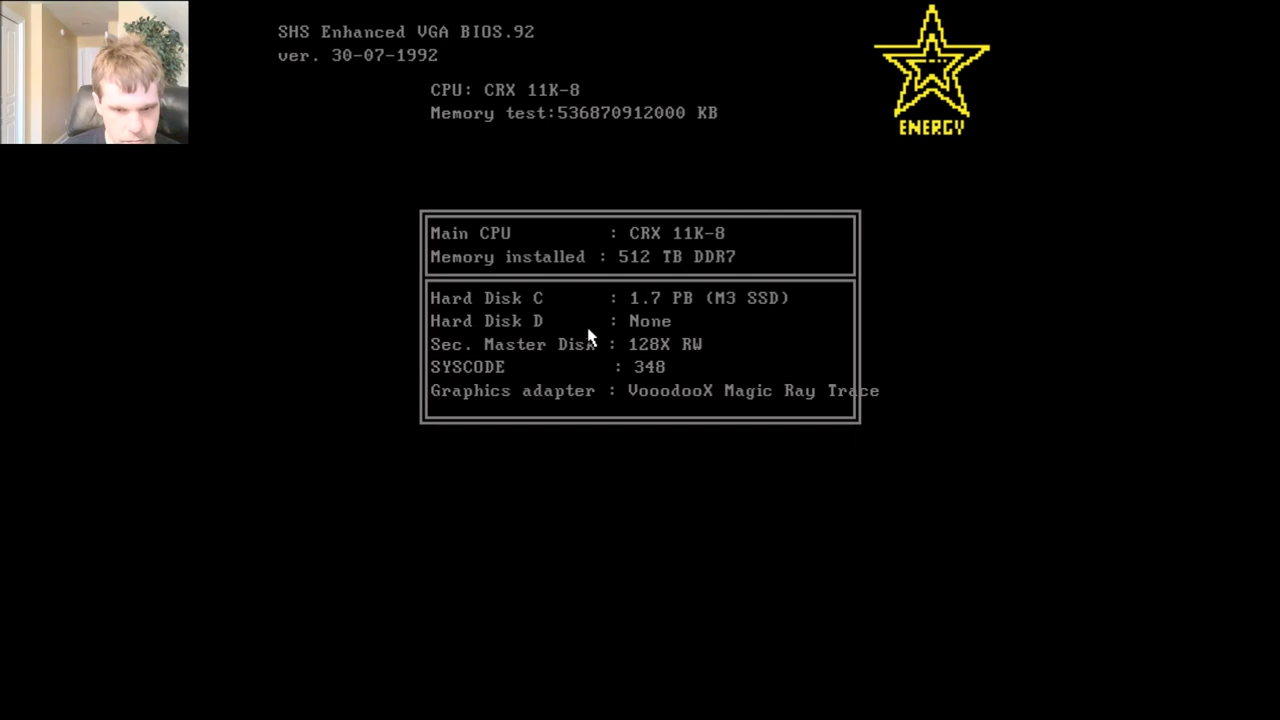 SHS Enhanced VGA BIOS.92
ver. 30-07-1992
ENERGY
CPU: CRX 11K-8
Memory test:536870912000 KB
Main CPU : CRX 11K-8
Memory installed : 512 TB DDR7
Hard Disk C : 1.7 PB (M3 SSD)
Hard Disk D : None
Sec. Master Disk : 128X RW
SYSCODE : 348
Graphics adapter : VooodooX Magic Ray Trace